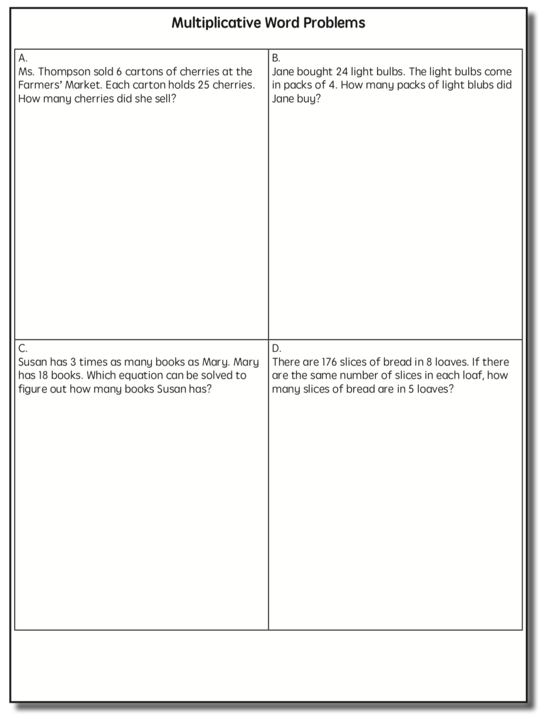 Multiplicative Word Problems
A.
Ms. Thompson sold 6 cartons of cherries at the
Farmers' Market. Each carton holds 25 cherries.
How many cherries did she sell?
B.
Jane bought 24 light bulbs. The light bulbs come
in packs of 4. How many packs of light blubs did
Jane buy?
C.
Susan has 3 times as many books as Mary. Mary
has 18 books. Which equation can be solved to
figure out how many books Susan has?
D.
There are 176 slices of bread in 8 loaves. If there
are the same number of slices in each loaf, how
many slices of bread are in 5 loaves?